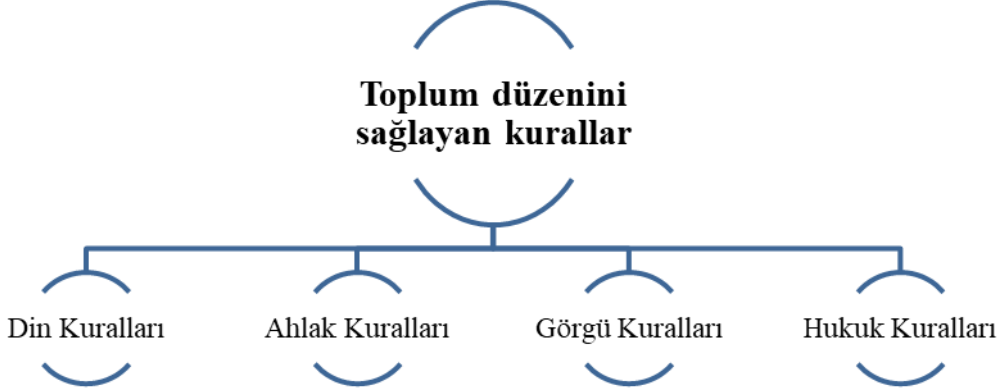 Toplum düzenini
sağlayan kurallar
Din Kuralları
Ahlak Kuralları
Görgü Kuralları
Hukuk Kuralları